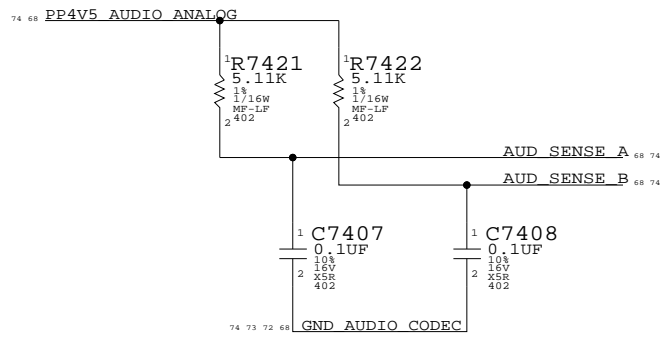 74 68 PP4V5_AUDIO_ANALOG
1 R7421
5.11K
1%
1/16W
MF-LF
402
2
1 R7422
5.11K
1%
1/16W
MF-LF
402
2
AUD_SENSE_A 68 74
AUD_SENSE_B 68 74
1 C7407
0.1UF
10%
16V
X5R
402
2
1 C7408
0.1UF
10%
16V
X5R
402
2
74 73 72 68 GND_AUDIO_CODEC